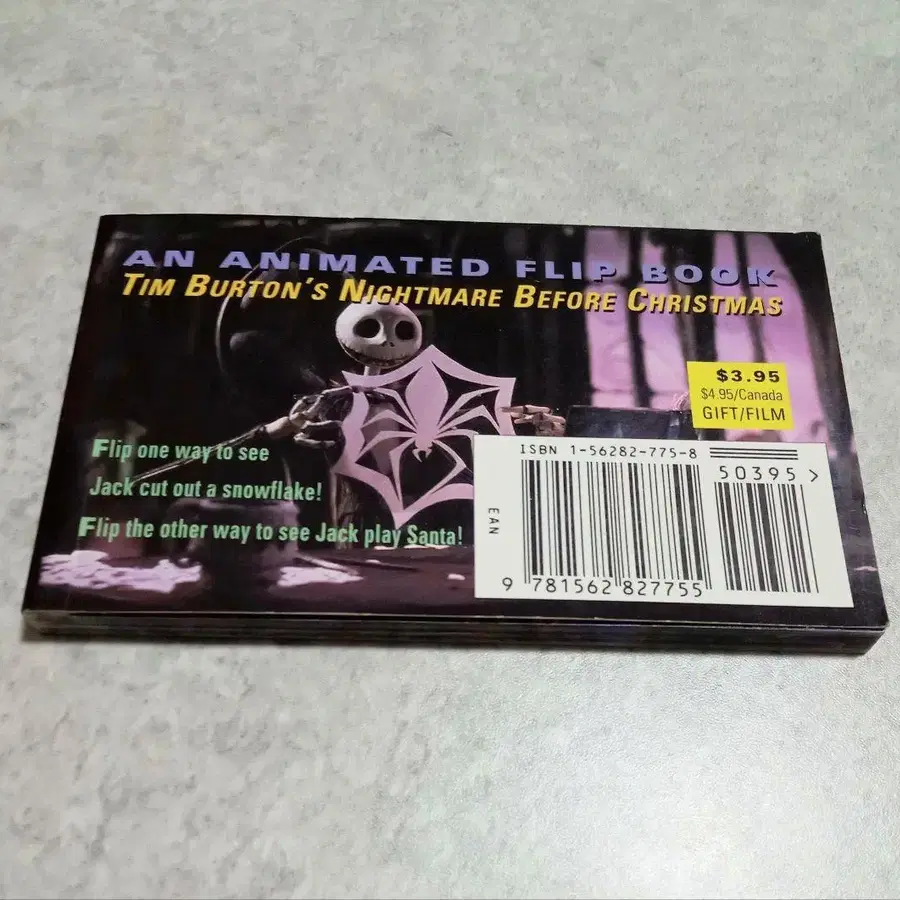 AN ANIMATED FLIP BOOK
TIM BURTON'S NIGHTMARE BEFORE CHRISTMAS
$3.95
$4.95/Canada
GIFT/FILM
Flip one way to see
Jack cut out a snowflake!
Flip the other way to see Jack play Santa!
ISBN 1-56282-775-8
50395 >
EAN
9 781562 827755